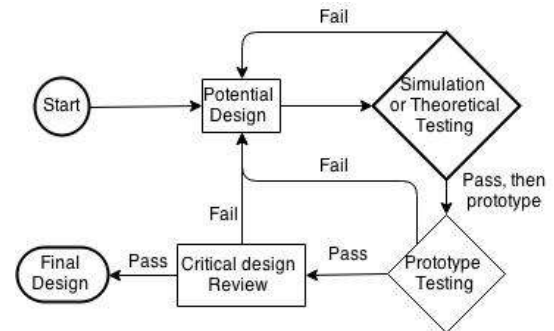 Fail
Start
Potential
Design
Simulation
or Theoretical
Testing
Fail
Pass, then
prototype
Fail
Final
Design
Pass
Critical design
Review
Pass
Prototype
Testing